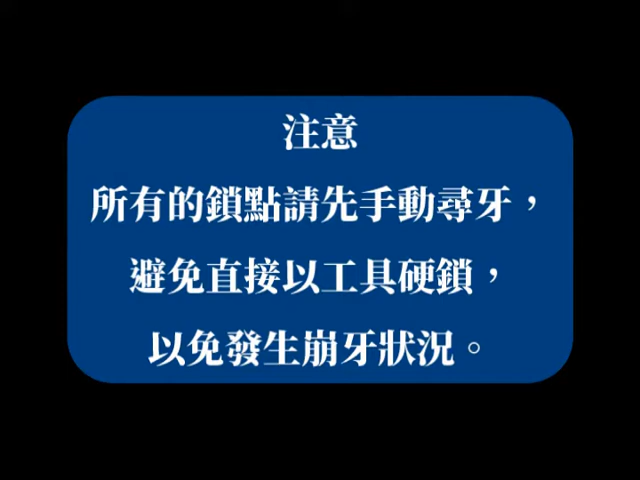 注意
所有的鎖點請先手動尋牙，
避免直接以工具硬鎖，
以免發生崩牙狀況。